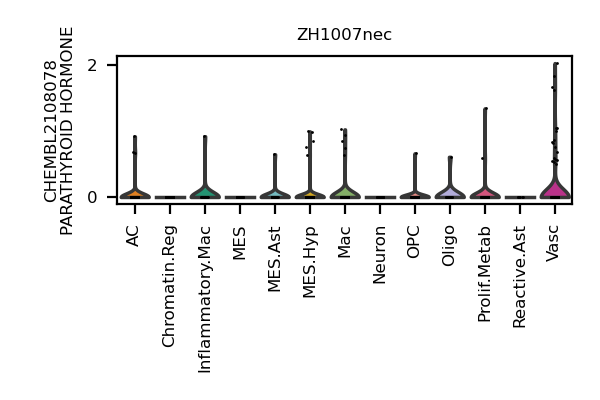 ZH1007nec
CHEMBL2108078
PARATHYROID HORMONE
2
0
AC
Chromatin.Reg
Inflammatory.Mac
MES
MES.Ast
MES.Hyp
Mac
Neuron
OPC
Oligo
Prolif.Metab
Reactive.Ast
Vasc